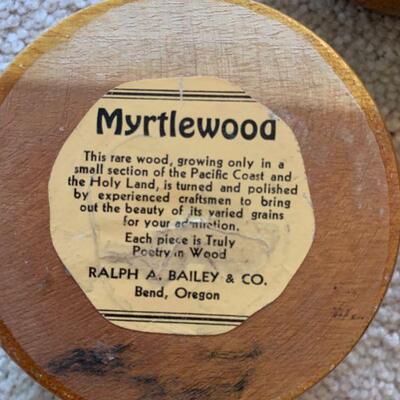 Myrtlewood
This rare wood, growing only in a
small section of the Pacific Coast and
the Holy Land, is turned and polished
by experienced craftsmen to bring
out the beauty of its varied grains
for your admiration.
Each piece is Truly
Poetry in Wood
RALPH A. BAILEY & CO.
Bend, Oregon